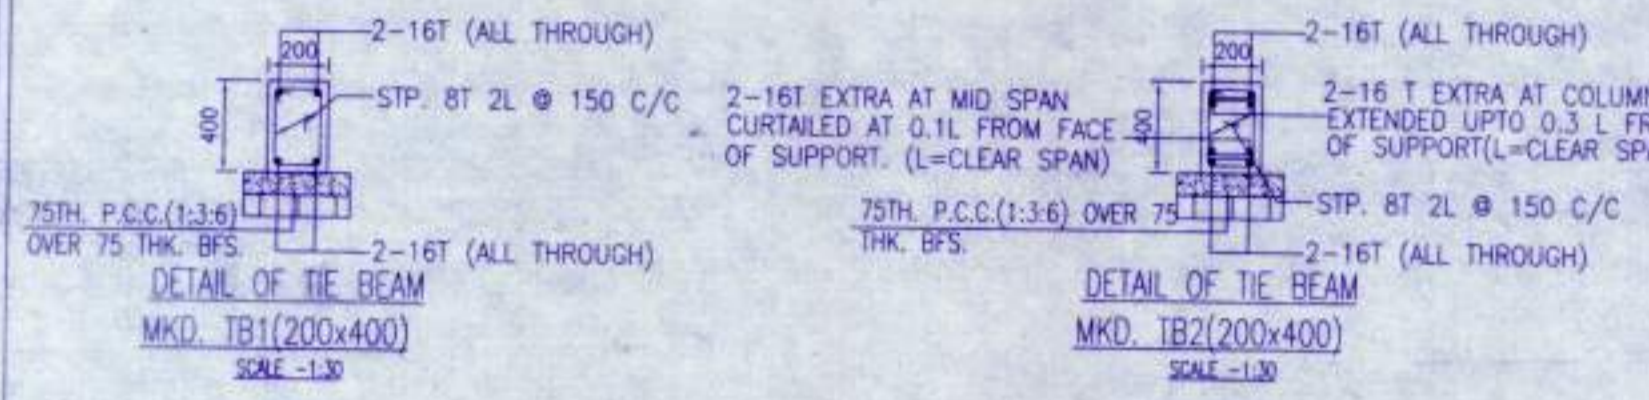 2-16T (ALL THROUGH)
200
STP. 8T 2L @ 150 C/C
400
75TH. P.C.C.(1:3:6)
OVER 75 THK. BFS.
2-16T (ALL THROUGH)
DETAIL OF TIE BEAM
MKD. TB1(200x400)
SCALE -1:30
2-16T (ALL THROUGH)
200
2-16T EXTRA AT MID SPAN
CURTAILED AT 0.1L FROM FACE
OF SUPPORT. (L=CLEAR SPAN)
400
2-16 T EXTRA AT COLUMN
EXTENDED UPTO 0.3 L FR
OF SUPPORT(L=CLEAR SPA
STP. 8T 2L @ 150 C/C
75TH. P.C.C.(1:3:6) OVER 75
THK. BFS.
2-16T (ALL THROUGH)
DETAIL OF TIE BEAM
MKD. TB2(200x400)
SCALE -1:30